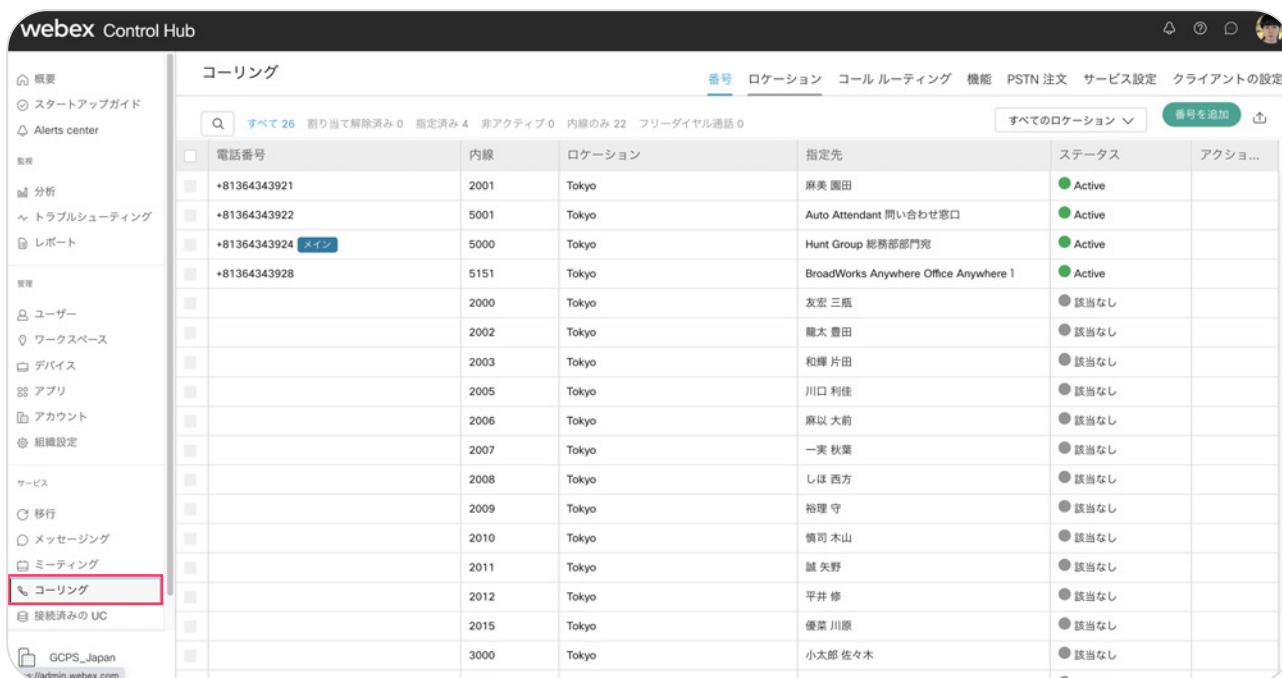 webex Control Hub
概要
スタートアップガイド
Alerts center
監視
分析
トラブルシューティング
レポート
管理
ユーザー
ワークスペース
デバイス
アプリ
アカウント
組織設定
サービス
移行
メッセージング
ミーティング
コーリング
接続済みの UC
GCPS_Japan
s://admin.webex.com
コーリング
番号 ロケーション コール ルーティング 機能 PSTN 注文 サービス設定 クライアントの設定
すべて 26 割り当て解除済み 0 指定済み 4 非アクティブ 0 内線のみ 22 フリーダイヤル通話 0 すべてのロケーション 番号を追加
電話番号 内線 ロケーション 指定先 ステータス アクショ...
+81364343921 2001 Tokyo 麻美 園田 Active
+81364343922 5001 Tokyo Auto Attendant 問い合わせ窓口 Active
+81364343924 メイン 5000 Tokyo Hunt Group 総務部部門宛 Active
+81364343928 5151 Tokyo BroadWorks Anywhere Office Anywhere 1 Active
2000 Tokyo 友宏 三瓶 該当なし
2002 Tokyo 龍太 豊田 該当なし
2003 Tokyo 和輝 片田 該当なし
2005 Tokyo 川口 利佳 該当なし
2006 Tokyo 麻以 大前 該当なし
2007 Tokyo 一実 秋葉 該当なし
2008 Tokyo しほ 西方 該当なし
2009 Tokyo 裕理 守 該当なし
2010 Tokyo 慎司 木山 該当なし
2011 Tokyo 誠 矢野 該当なし
2012 Tokyo 平井 修 該当なし
2015 Tokyo 優菜 川原 該当なし
3000 Tokyo 小太郎 佐々木 該当なし